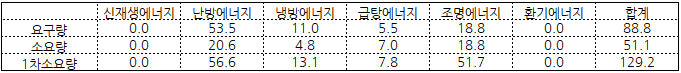 신재생에너지 난방에너지 냉방에너지 급탕에너지 조명에너지 환기에너지 합계
요구량 0.0 53.5 11.0 5.5 18.8 0.0 88.8
소요량 0.0 20.6 4.8 7.0 18.8 0.0 51.1
1차소요량 0.0 56.6 13.1 7.8 51.7 0.0 129.2